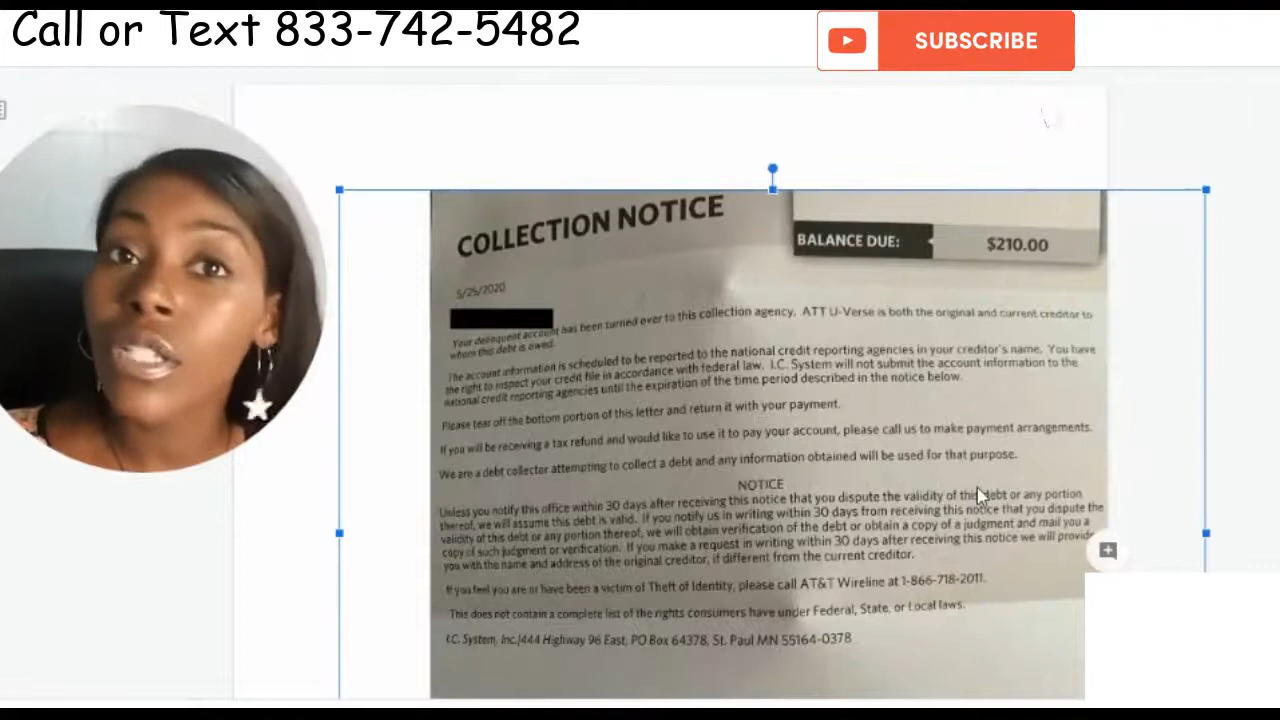 Call or Text 833-742-5482
SUBSCRIBE
COLLECTION NOTICE
BALANCE DUE:
$210.00
5/25/2020
Your delinquent account has been turned over to this collection agency. ATT U-Verse is both the original and current creditor to
whom this debt is owed.
The account information is scheduled to be reported to the national credit reporting agencies in your creditor's name. You have
the right to inspect your credit file in accordance with federal law. I.C. System will not submit the account information to the
national credit reporting agencies until the expiration of the time period described in the notice below.
Please tear off the bottom portion of this letter and return it with your payment.
If you will be receiving a tax refund and would like to use it to pay your account, please call us to make payment arrangements.
We are a debt collector attempting to collect a debt and any information obtained will be used for that purpose.
NOTICE
Unless you notify this office within 30 days after receiving this notice that you dispute the validity of this debt or any portion
thereof, we will assume this debt is valid. If you notify us in writing within 30 days from receiving this notice that you dispute the
validity of this debt or any portion thereof, we will obtain verification of the debt or obtain a copy of a judgment and mail you a
copy of such judgment or verification. If you make a request in writing within 30 days after receiving this notice we will provide
you with the name and address of the original creditor, if different from the current creditor.
If you feel you are or have been a victim of Theft of Identity, please call AT&T Wireline at 1-866-718-2011.
This does not contain a complete list of the rights consumers have under Federal, State, or Local laws.
I.C. System, Inc./444 Highway 96 East, PO Box 64378, St. Paul MN 55164-0378